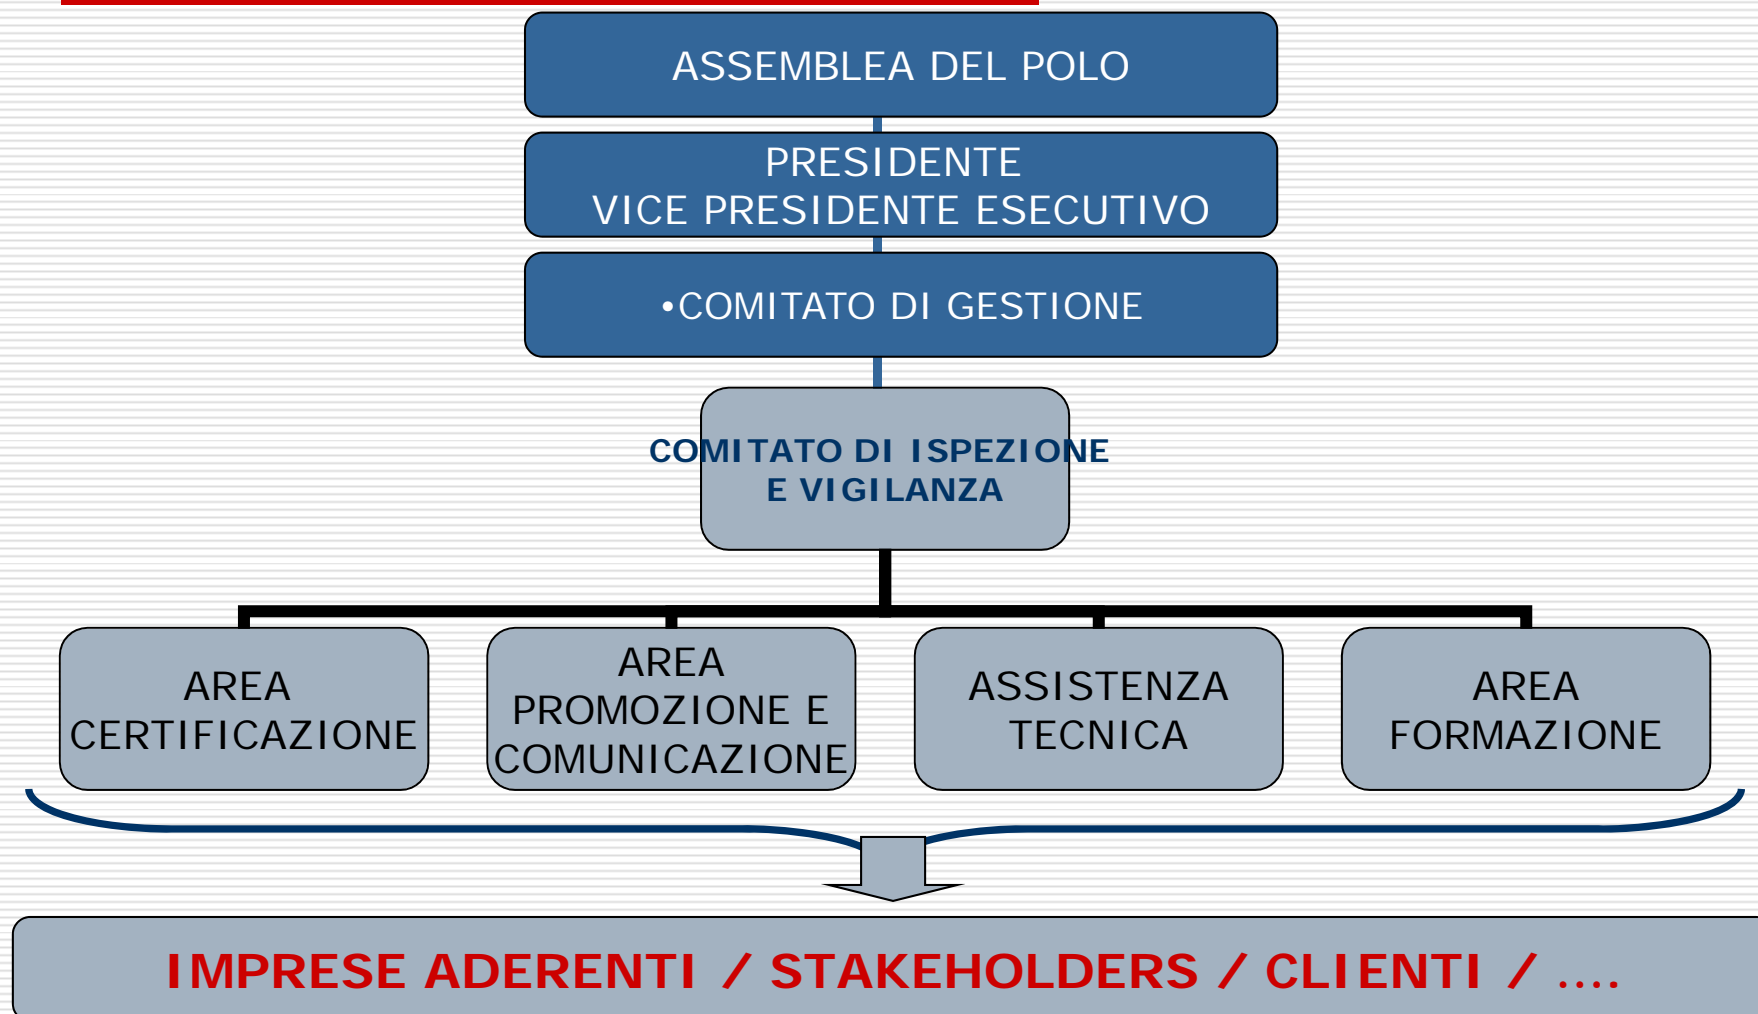 ASSEMBLEA DEL POLO
PRESIDENTE
VICE PRESIDENTE ESECUTIVO
•COMITATO DI GESTIONE
COMITATO DI ISPEZIONE
E VIGILANZA
AREA
CERTIFICAZIONE
AREA
PROMOZIONE E
COMUNICAZIONE
ASSISTENZA
TECNICA
AREA
FORMAZIONE
IMPRESE ADERENTI / STAKEHOLDERS / CLIENTI / ....